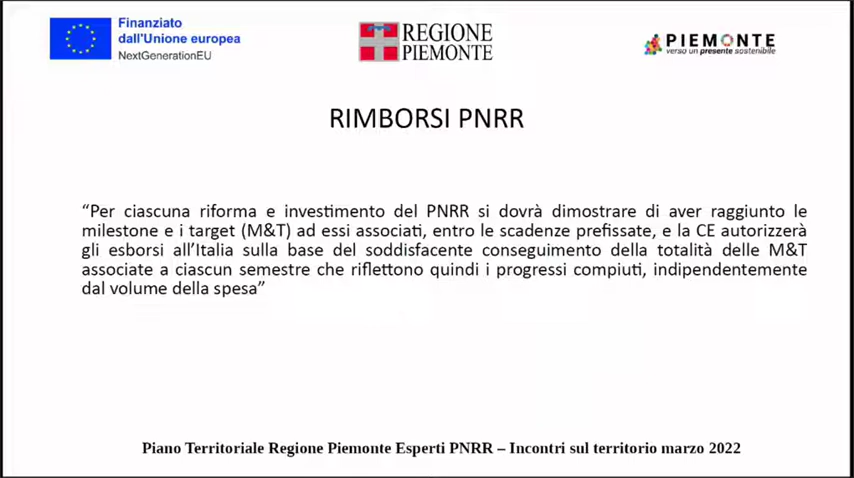 Finanziato
dall'Unione europea
NextGenerationEU
REGIONE
PIEMONTE
PIEMONTE
verso un presente sostenibile
RIMBORSI PNRR
“Per ciascuna riforma e investimento del PNRR si dovrà dimostrare di aver raggiunto le
milestone e i target (M&T) ad essi associati, entro le scadenze prefissate, e la CE autorizzerà
gli esborsi all’Italia sulla base del soddisfacente conseguimento della totalità delle M&T
associate a ciascun semestre che riflettono quindi i progressi compiuti, indipendentemente
dal volume della spesa”
Piano Territoriale Regione Piemonte Esperti PNRR – Incontri sul territorio marzo 2022